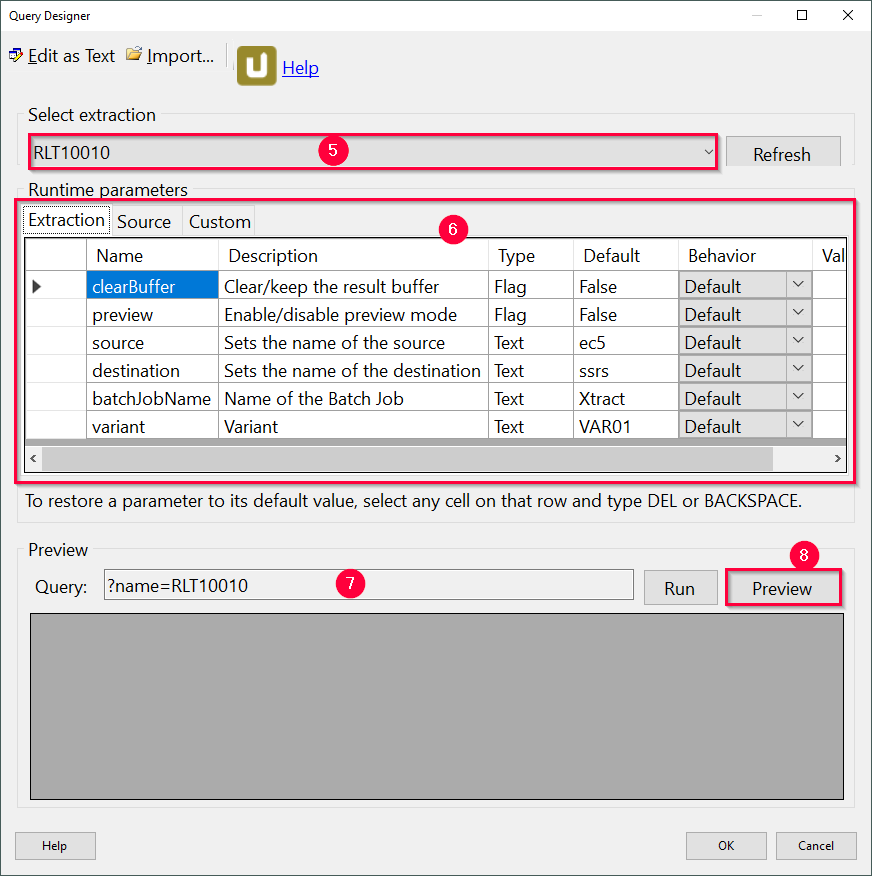 Query Designer
Edit as Text Import... Help
Select extraction
RLT10010 5 Refresh
Runtime parameters
Extraction Source Custom 6
Name Description Type Default Behavior Val
clearBuffer Clear/keep the result buffer Flag False Default
preview Enable/disable preview mode Flag False Default
source Sets the name of the source Text ec5 Default
destination Sets the name of the destination Text ssrs Default
batchJobName Name of the Batch Job Text Xtract Default
variant Variant Text VAR01 Default
To restore a parameter to its default value, select any cell on that row and type DEL or BACKSPACE.
Preview 8
Query: ?name=RLT10010 7 Run Preview
Help OK Cancel